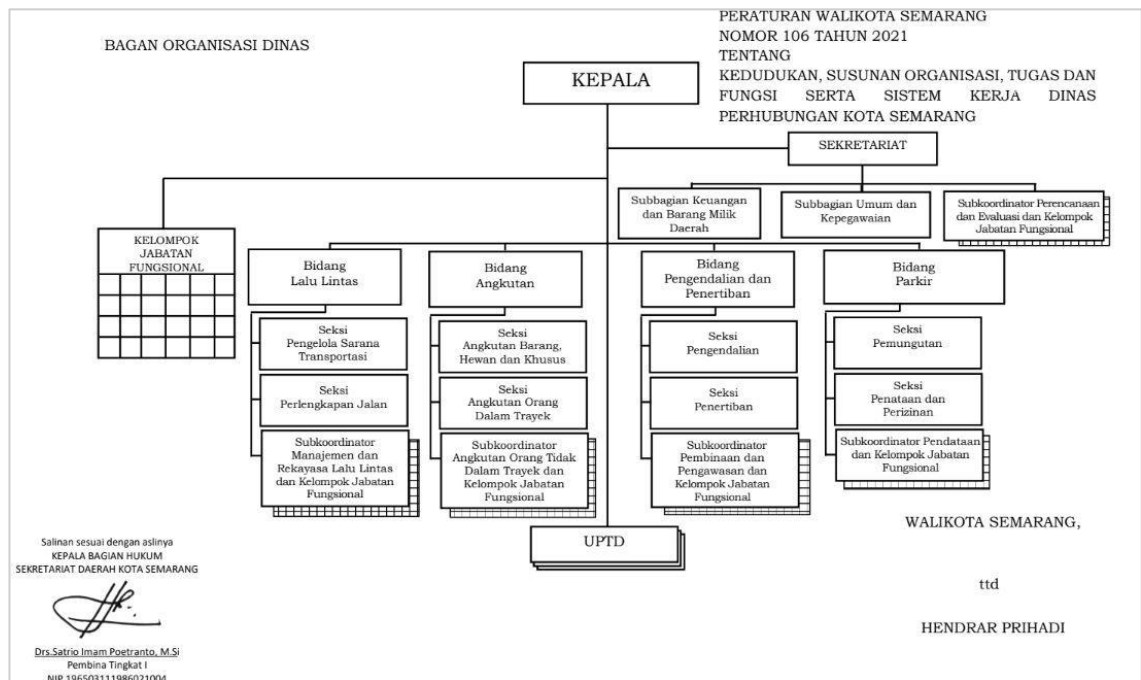 BAGAN ORGANISASI DINAS
PERATURAN WALIKOTA SEMARANG
NOMOR 106 TAHUN 2021
TENTANG
KEDUDUKAN, SUSUNAN ORGANISASI, TUGAS DAN
FUNGSI SERTA SISTEM KERJA DINAS
PERHUBUNGAN KOTA SEMARANG
KEPALA
SEKRETARIAT
Subbagian Keuangan
dan Barang Milik
Daerah
Subbagian Umum dan
Kepegawaian
Subkoordinator Perencanaan
dan Evaluasi dan Kelompok
Jabatan Fungsional
KELOMPOK
JABATAN
FUNGSIONAL
Bidang
Lalu Lintas
Seksi
Pengelola Sarana
Transportasi
Seksi
Perlengkapan Jalan
Subkoordinator
Manajemen dan
Rekayasa Lalu Lintas
dan Kelompok Jabatan
Fungsional
Bidang
Angkutan
Seksi
Angkutan Barang,
Hewan dan Khusus
Seksi
Angkutan Orang
Dalam Trayek
Subkoordinator
Angkutan Orang Tidak
Dalam Trayek dan
Kelompok Jabatan
Fungsional
Bidang
Pengendalian dan
Penertiban
Seksi
Pengendalian
Seksi
Penertiban
Subkoordinator
Pembinaan dan
Pengawasan dan
Kelompok Jabatan
Fungsional
Bidang
Parkir
Seksi
Pemungutan
Seksi
Penataan dan
Perizinan
Subkoordinator Pendataan
dan Kelompok Jabatan
Fungsional
UPTD
WALIKOTA SEMARANG,
ttd
HENDRAR PRIHADI
Salinan sesuai dengan aslinya
KEPALA BAGIAN HUKUM
SEKRETARIAT DAERAH KOTA SEMARANG
Drs.Satrio Imam Poetranto, M.Si
Pembina Tingkat I
NIP 196503111986021004